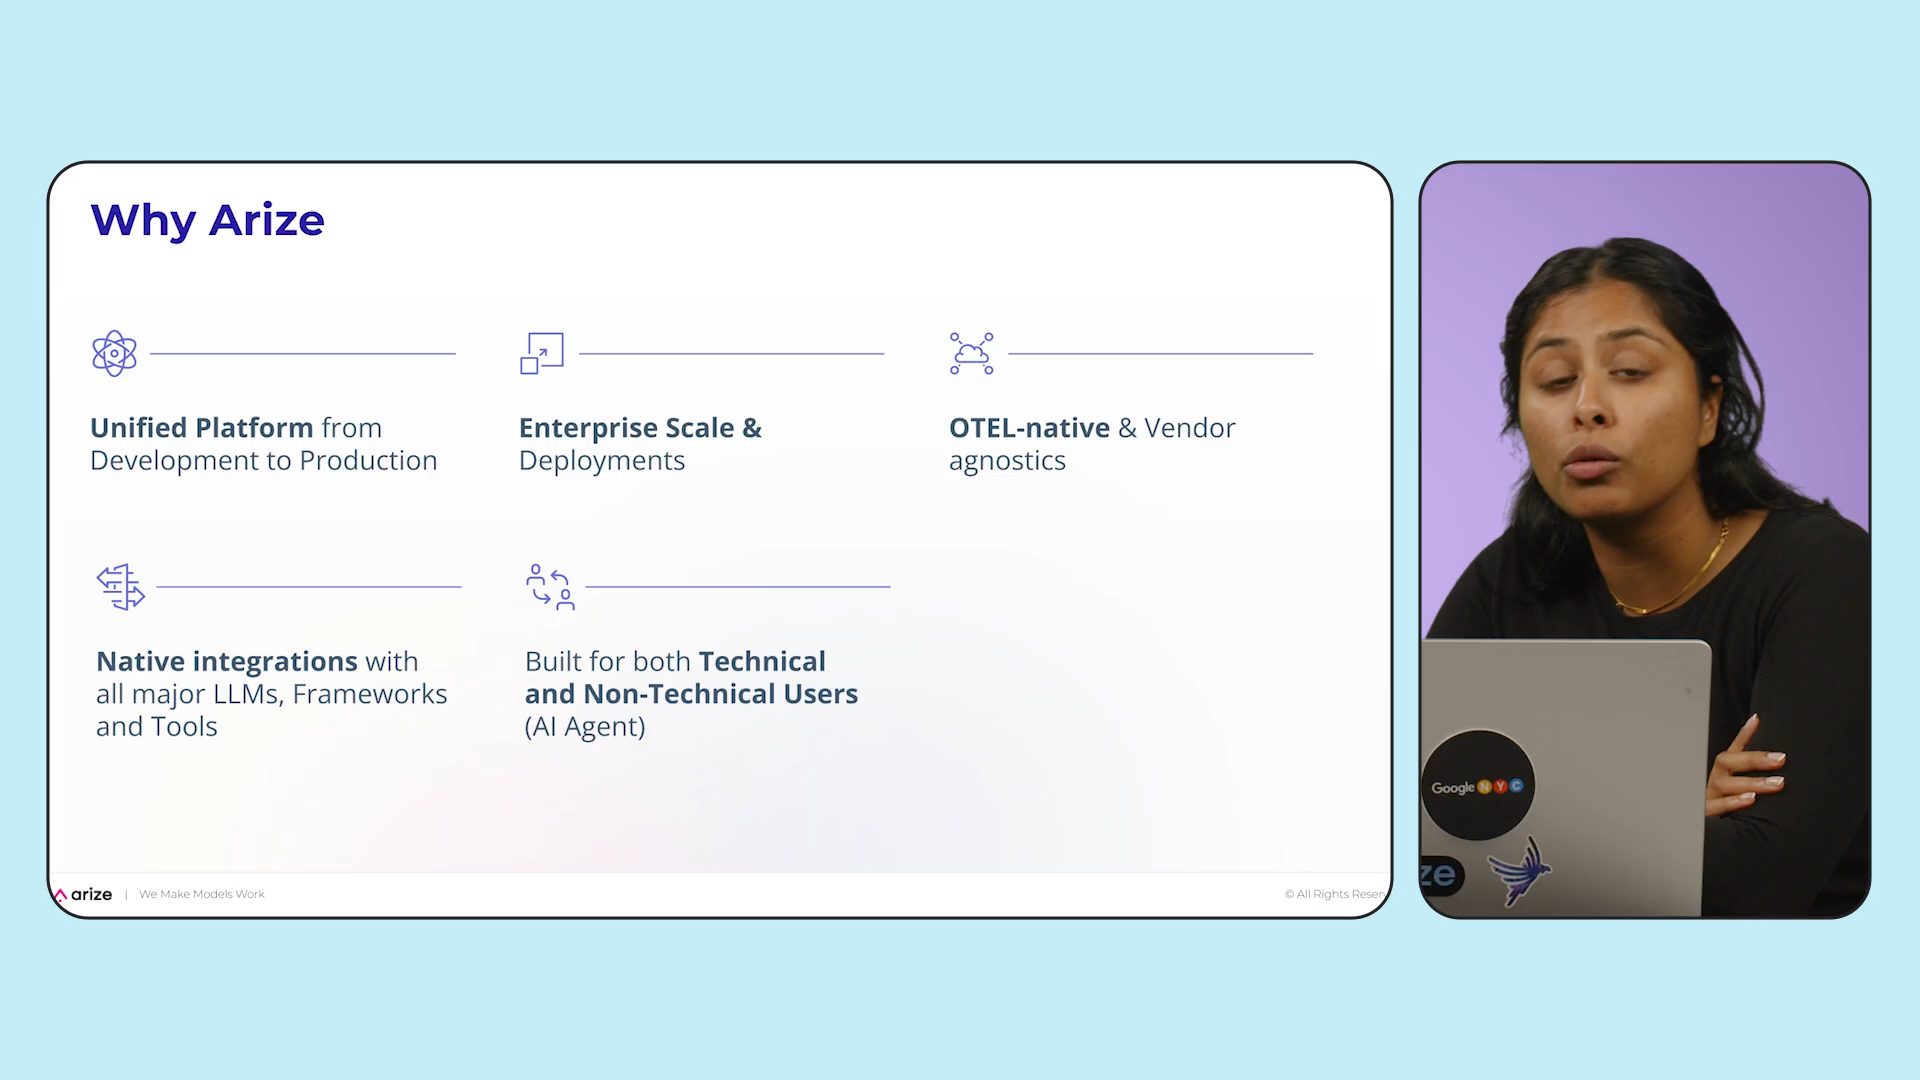 Why Arize
Unified Platform from
Development to Production
Enterprise Scale &
Deployments
OTEL-native & Vendor
agnostics
Native integrations with
all major LLMs, Frameworks
and Tools
Built for both Technical
and Non-Technical Users
(AI Agent)
arize | We Make Models Work
© All Rights Reserv
Google NYC
ze